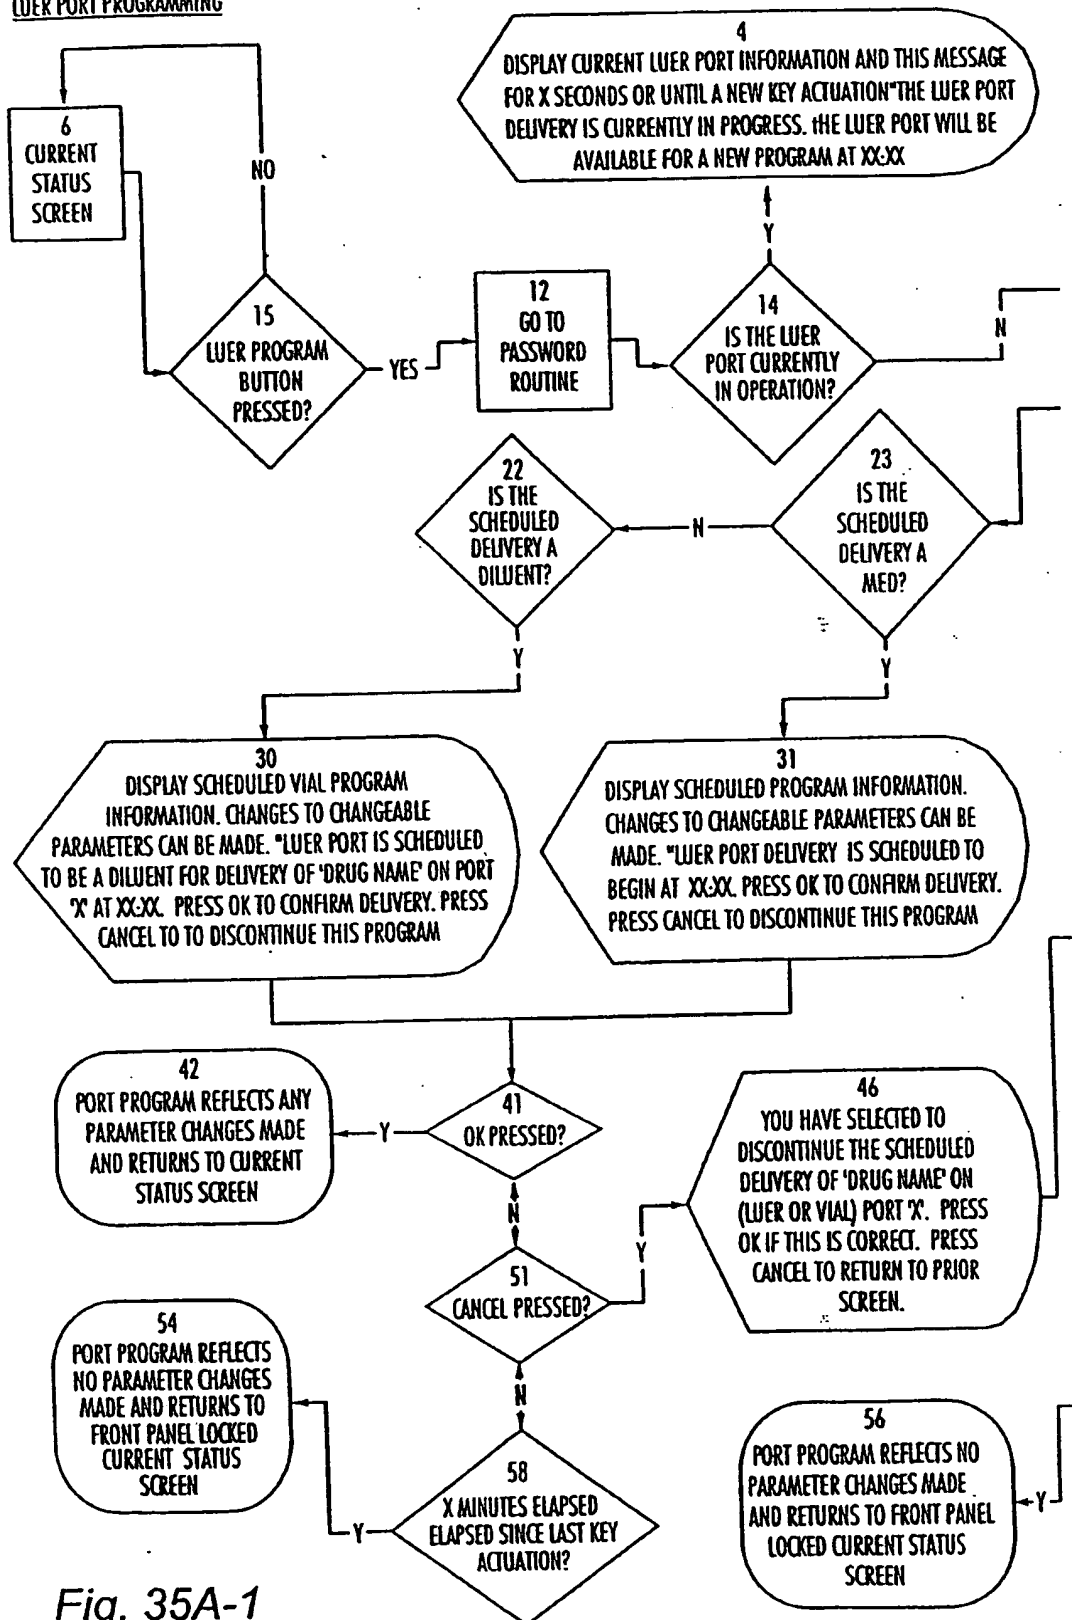 LUER PORT PROGRAMMING
4
DISPLAY CURRENT LUER PORT INFORMATION AND THIS MESSAGE
FOR X SECONDS OR UNTIL A NEW KEY ACTUATION"THE LUER PORT
DELIVERY IS CURRENTLY IN PROGRESS. tHE LUER PORT WILL BE
AVAILABLE FOR A NEW PROGRAM AT XX:XX
6
CURRENT
STATUS
SCREEN
NO
Y
15
LUER PROGRAM
BUTTON
PRESSED?
YES
12
GO TO
PASSWORD
ROUTINE
14
IS THE LUER
PORT CURRENTLY
IN OPERATION?
N
22
IS THE
SCHEDULED
DELIVERY A
DILUENT?
N
23
IS THE
SCHEDULED
DELIVERY A
MED?
Y
Y
30
DISPLAY SCHEDULED VIAL PROGRAM
INFORMATION. CHANGES TO CHANGEABLE
PARAMETERS CAN BE MADE. "LUER PORT IS SCHEDULED
TO BE A DILUENT FOR DELIVERY OF 'DRUG NAME' ON PORT
'X' AT XX:XX. PRESS OK TO CONFIRM DELIVERY. PRESS
CANCEL TO TO DISCONTINUE THIS PROGRAM
31
DISPLAY SCHEDULED PROGRAM INFORMATION.
CHANGES TO CHANGEABLE PARAMETERS CAN BE
MADE. "LUER PORT DELIVERY IS SCHEDULED TO
BEGIN AT XX:XX. PRESS OK TO CONFIRM DELIVERY.
PRESS CANCEL TO DISCONTINUE THIS PROGRAM
42
PORT PROGRAM REFLECTS ANY
PARAMETER CHANGES MADE
AND RETURNS TO CURRENT
STATUS SCREEN
Y
41
OK PRESSED?
N
46
YOU HAVE SELECTED TO
DISCONTINUE THE SCHEDULED
DELIVERY OF 'DRUG NAME' ON
(LUER OR VIAL) PORT 'X'. PRESS
OK IF THIS IS CORRECT. PRESS
CANCEL TO RETURN TO PRIOR
SCREEN.
51
CANCEL PRESSED?
Y
N
54
PORT PROGRAM REFLECTS
NO PARAMETER CHANGES
MADE AND RETURNS TO
FRONT PANEL LOCKED
CURRENT STATUS
SCREEN
Y
58
X MINUTES ELAPSED
ELAPSED SINCE LAST KEY
ACTUATION?
56
PORT PROGRAM REFLECTS NO
PARAMETER CHANGES MADE
AND RETURNS TO FRONT PANEL
LOCKED CURRENT STATUS
SCREEN
Y
Fig. 35A-1